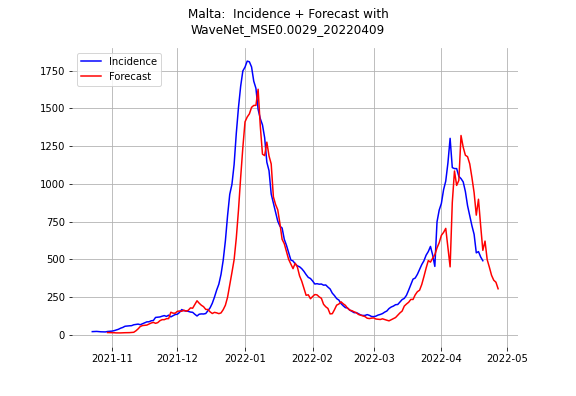 Malta:  Incidence + Forecast with
WaveNet_MSE0.0029_20220409
Incidence
Forecast
1750
1500
1250
1000
750
500
250
0
2021-11 2021-12 2022-01 2022-02 2022-03 2022-04 2022-05